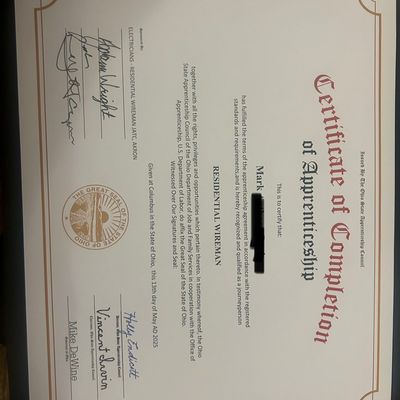 Issued By: The Ohio State Apprenticeship Council
Certificate of Completion
of Apprenticeship
This is to certify that:
Mark
has fulfilled the terms of the apprenticeship agreement in accordance with the registered
standards and requirements,and is hereby recognized and qualified as a journeyperson
RESIDENTIAL WIREMAN
together with all the rights, privileges and opportunities which pertain thereto. In testimony whereof, the Ohio
State Apprenticeship Council of the Ohio Department of Job and Family Services in cooperation with the Office of
Apprenticeship, U.S. Department of Labor, do affix the Great Seal of the State of Ohio.
Witnessed Over Our Signatures and Seal:
Given at Columbus in the State of Ohio, this 13th day of May AD 2025
ELECTRICIANS - RESIDENTIAL WIREMAN JATC, AKRON
Wright
THE GREAT SEAL OF THE STATE OF OHIO
Holly Endicott
Vincent Irvin
Mike DeWine